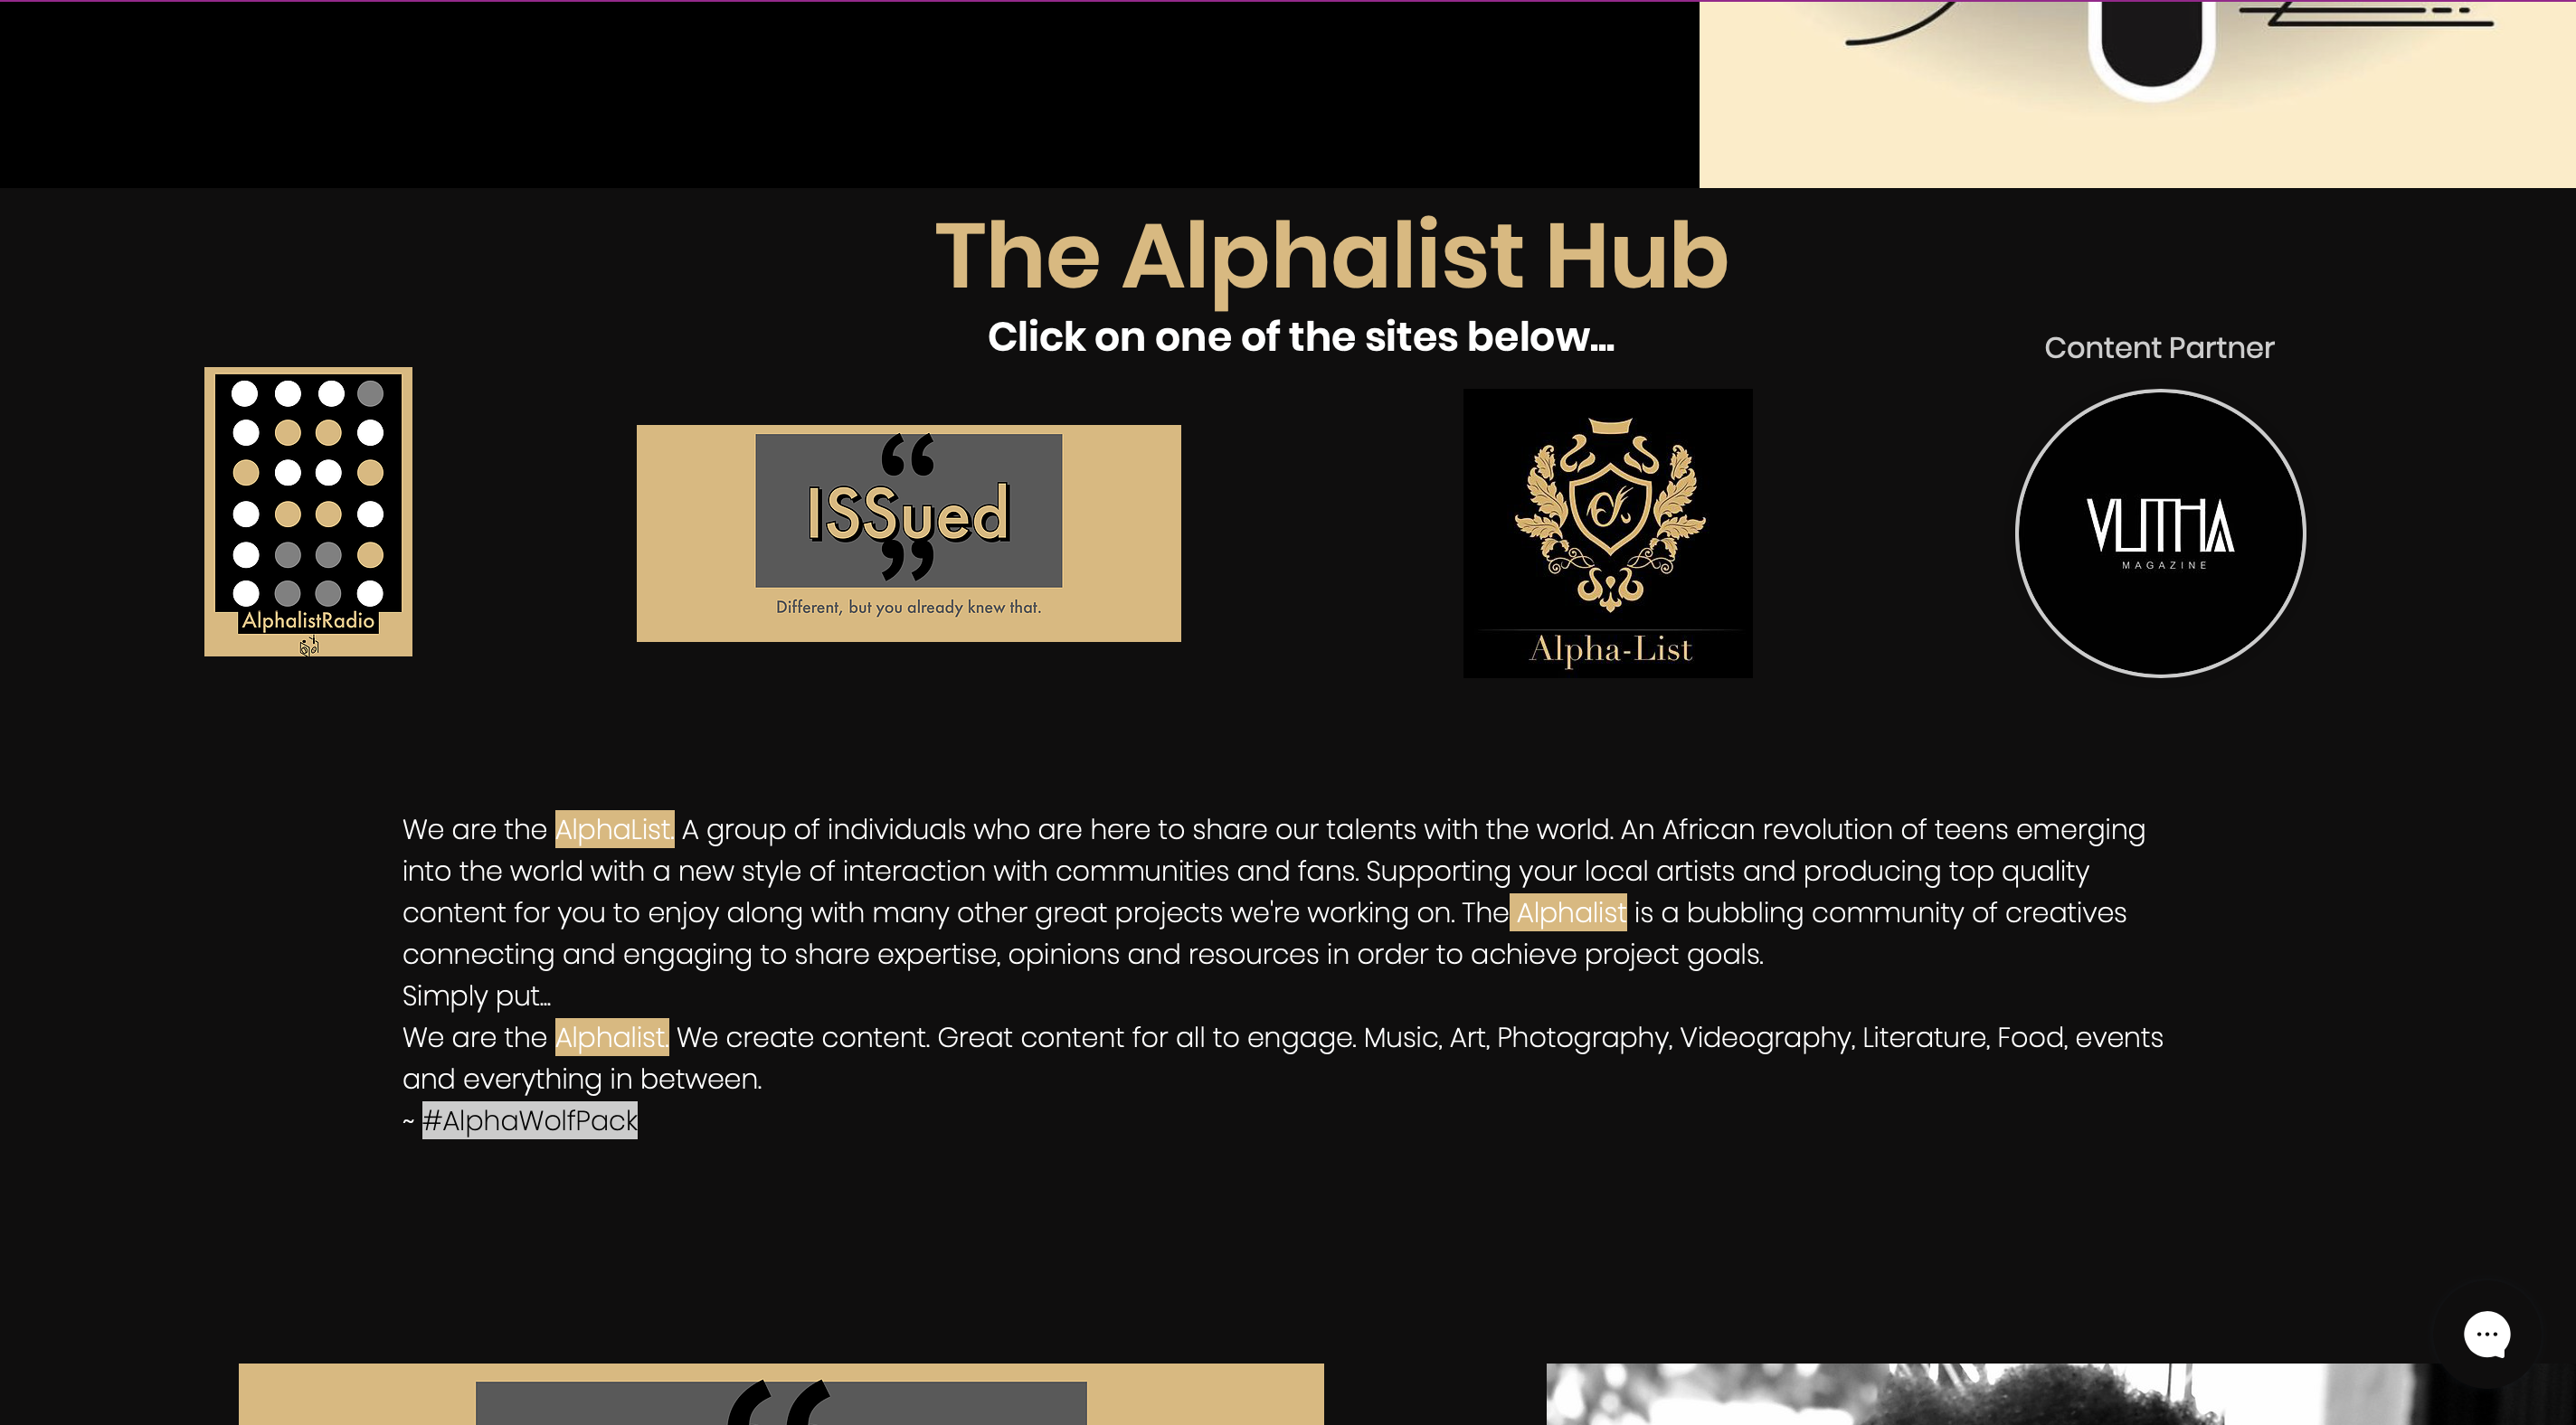 The Alphalist Hub
Click on one of the sites below...
Content Partner
AlphalistRadio
“
ISSued
”
Different, but you already knew that.
Alpha-List
VUTHA
MAGAZINE
We are the AlphaList. A group of individuals who are here to share our talents with the world. An African revolution of teens emerging
into the world with a new style of interaction with communities and fans. Supporting your local artists and producing top quality
content for you to enjoy along with many other great projects we're working on. The Alphalist is a bubbling community of creatives
connecting and engaging to share expertise, opinions and resources in order to achieve project goals.
Simply put...
We are the Alphalist. We create content. Great content for all to engage. Music, Art, Photography, Videography, Literature, Food, events
and everything in between.
~ #AlphaWolfPack
“